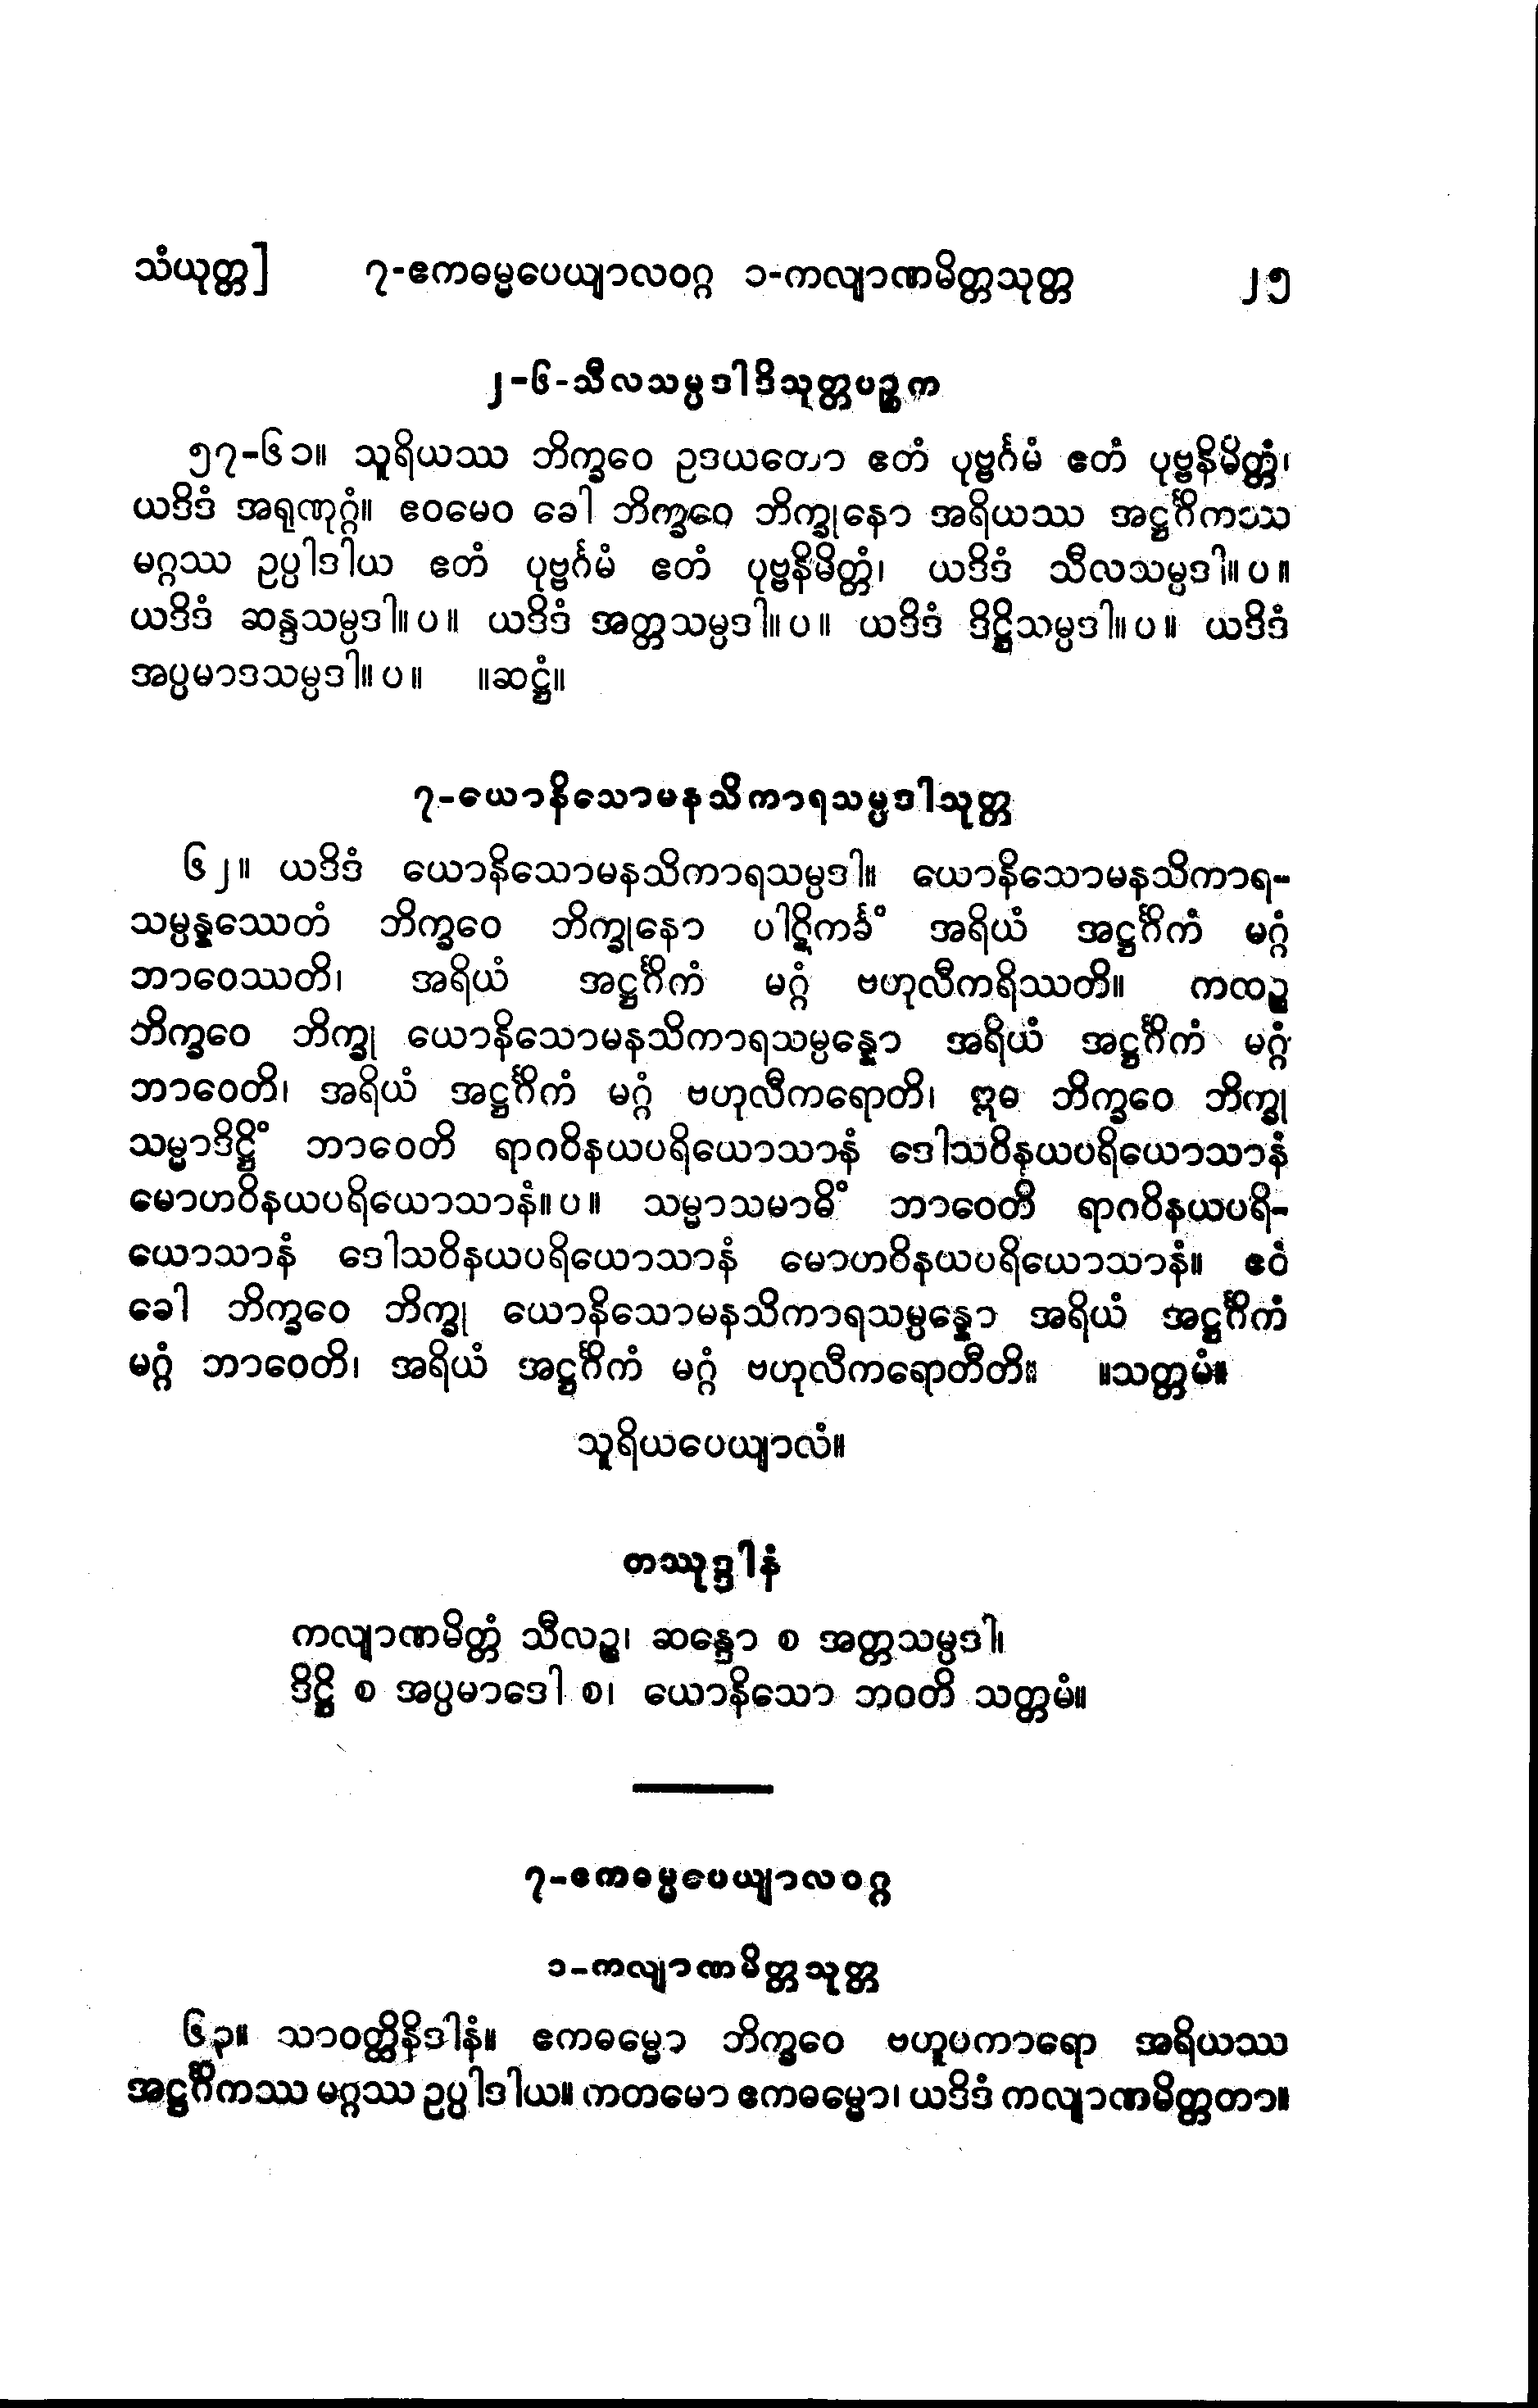 သံယုတ္တ] ၇-ဧကဓမ္မပေယျာလဝဂ္ဂ ၁-ကလျာဏမိတ္တသုတ္တ ၂၅
၂-၆-သီလသမ္ပဒါဒိသုတ္တပဉ္စက
၅၇-၆၁။ သူရိယဿ ဘိက္ခဝေ ဥဒယတော ဧတံ ပုဗ္ဗင်္ဂမံ ဧတံ ပုဗ္ဗနိမိတ္တံ၊
ယဒိဒံ အရုဏုဂ္ဂံ။ ဧဝမေဝ ခေါ ဘိက္ခဝေ ဘိက္ခုနော အရိယဿ အဋ္ဌင်္ဂိကဿ
မဂ္ဂဿ ဥပ္ပါဒါယ ဧတံ ပုဗ္ဗင်္ဂမံ ဧတံ ပုဗ္ဗနိမိတ္တံ၊ ယဒိဒံ သီလသမ္ပဒါ။ပ။
ယဒိဒံ ဆန္ဒသမ္ပဒါ။ပ။ ယဒိဒံ အတ္တသမ္ပဒါ။ပ။ ယဒိဒံ ဒိဋ္ဌိသမ္ပဒါ။ပ။ ယဒိဒံ
အပ္ပမာဒသမ္ပဒါ။ပ။ ။ဆဋ္ဌံ။
၇-ယောနိသောမနသိကာရသမ္ပဒါသုတ္တ
၆၂။ ယဒိဒံ ယောနိသောမနသိကာရသမ္ပဒါ။ ယောနိသောမနသိကာရ-
သမ္ပန္နဿေတံ ဘိက္ခဝေ ဘိက္ခုနော ပါဋိကင်္ခံ အရိယံ အဋ္ဌင်္ဂိကံ မဂ္ဂံ
ဘာဝေဿတိ၊ အရိယံ အဋ္ဌင်္ဂိကံ မဂ္ဂံ ဗဟုလီကရိဿတိ။ ကထဉ္စ
ဘိက္ခဝေ ဘိက္ခု ယောနိသောမနသိကာရသမ္ပန္နော အရိယံ အဋ္ဌင်္ဂိကံ မဂ္ဂံ
ဘာဝေတိ၊ အရိယံ အဋ္ဌင်္ဂိကံ မဂ္ဂံ ဗဟုလီကရောတိ၊ ဣဓ ဘိက္ခဝေ ဘိက္ခု
သမ္မာဒိဋ္ဌိံ ဘာဝေတိ ရာဂဝိနယပရိယောသာနံ ဒေါသဝိနယပရိယောသာနံ
မောဟဝိနယပရိယောသာနံ။ပ။ သမ္မာသမာဓိံ ဘာဝေတိ ရာဂဝိနယပရိ-
ယောသာနံ ဒေါသဝိနယပရိယောသာနံ မောဟဝိနယပရိယောသာနံ။ ဧဝံ
ခေါ ဘိက္ခဝေ ဘိက္ခု ယောနိသောမနသိကာရသမ္ပန္နော အရိယံ အဋ္ဌင်္ဂိကံ
မဂ္ဂံ ဘာဝေတိ၊ အရိယံ အဋ္ဌင်္ဂိကံ မဂ္ဂံ ဗဟုလီကရောတီတိ။ ။သတ္တမံ။
သူရိယပေယျာလံ။
တဿုဒ္ဒါနံ
ကလျာဏမိတ္တံ သီလဉ္စ၊ ဆန္ဒော စ အတ္တသမ္ပဒါ။
ဒိဋ္ဌိ စ အပ္ပမာဒေါ စ၊ ယောနိသော ဘဝတိ သတ္တမံ။
၇-ဧကဓမ္မပေယျာလဝဂ္ဂ
၁-ကလျာဏမိတ္တသုတ္တ
၆၃။ သာဝတ္ထိနိဒါနံ။ ဧကဓမ္မော ဘိက္ခဝေ ဗဟူပကာရော အရိယဿ
အဋ္ဌင်္ဂိကဿ မဂ္ဂဿ ဥပ္ပါဒါယ။ ကတမော ဧကဓမ္မော၊ ယဒိဒံ ကလျာဏမိတ္တတာ။